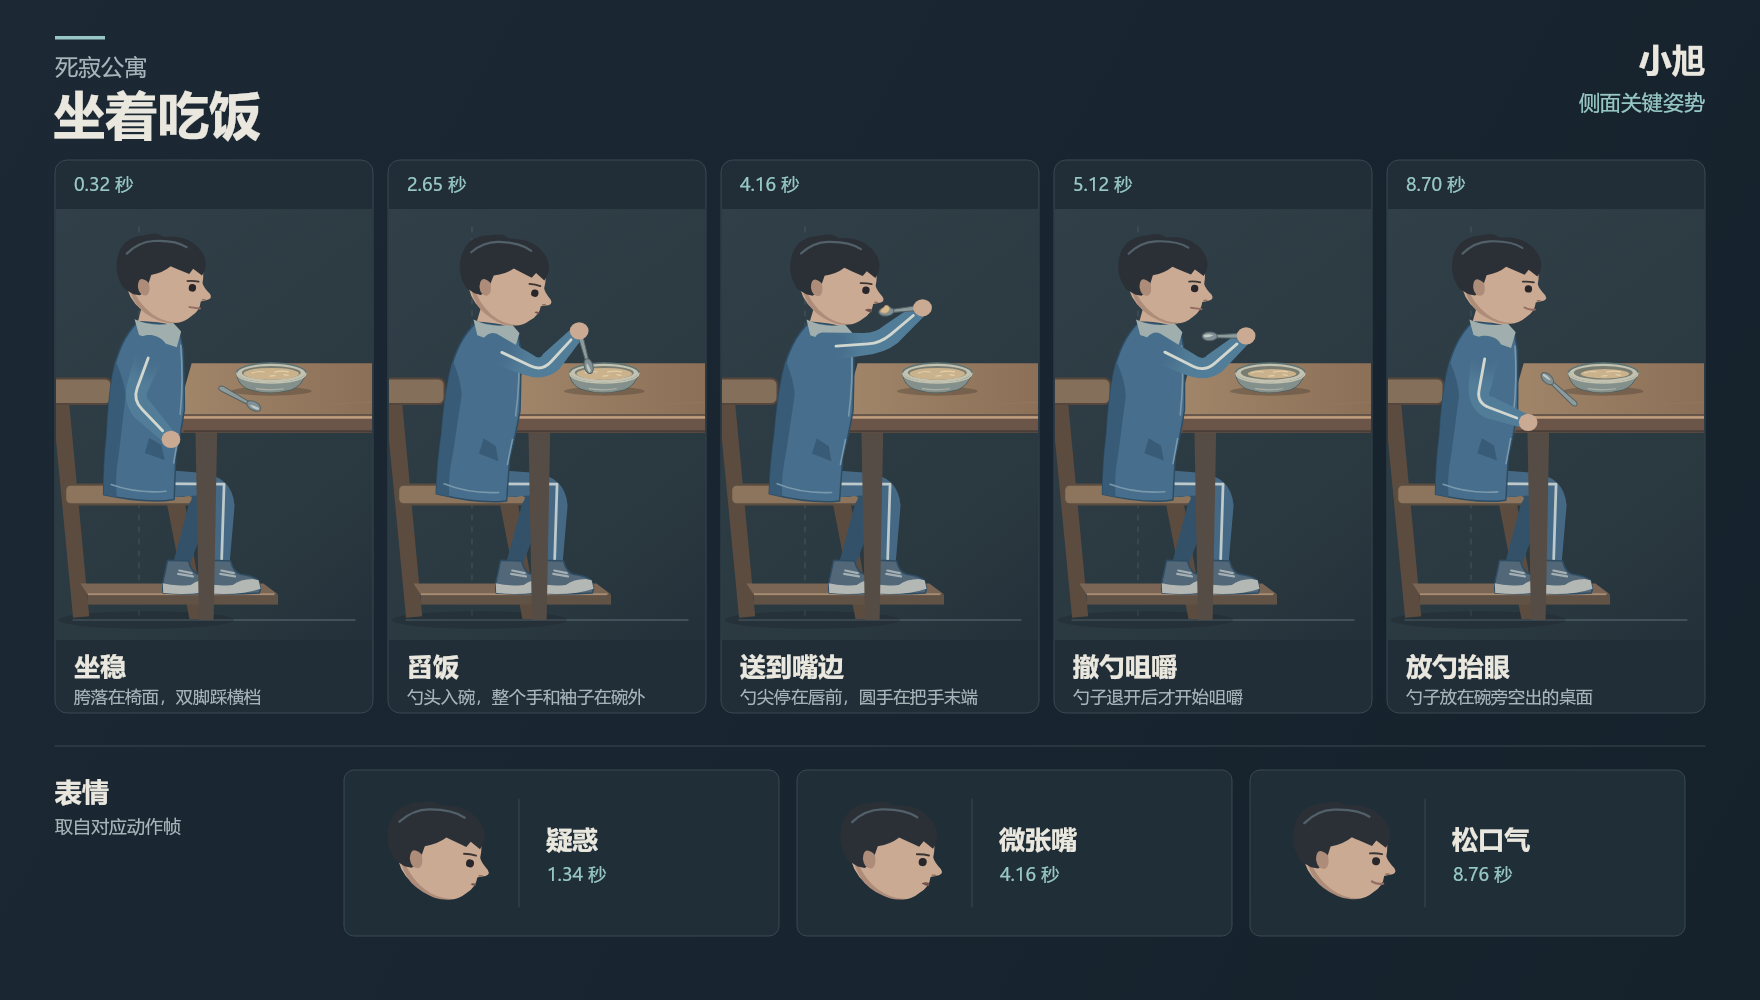 死寂公寓
坐着吃饭
小旭
侧面关键姿势
0.32 秒
2.65 秒
4.16 秒
5.12 秒
8.70 秒
坐稳
胯落在椅面，双脚踩横档
舀饭
勺头入碗，整个手和袖子在碗外
送到嘴边
勺尖停在唇前，圆手在把手末端
撤勺咀嚼
勺子退开后才开始咀嚼
放勺抬眼
勺子放在碗旁空出的桌面
表情
取自对应动作帧
疑惑
1.34 秒
微张嘴
4.16 秒
松口气
8.76 秒